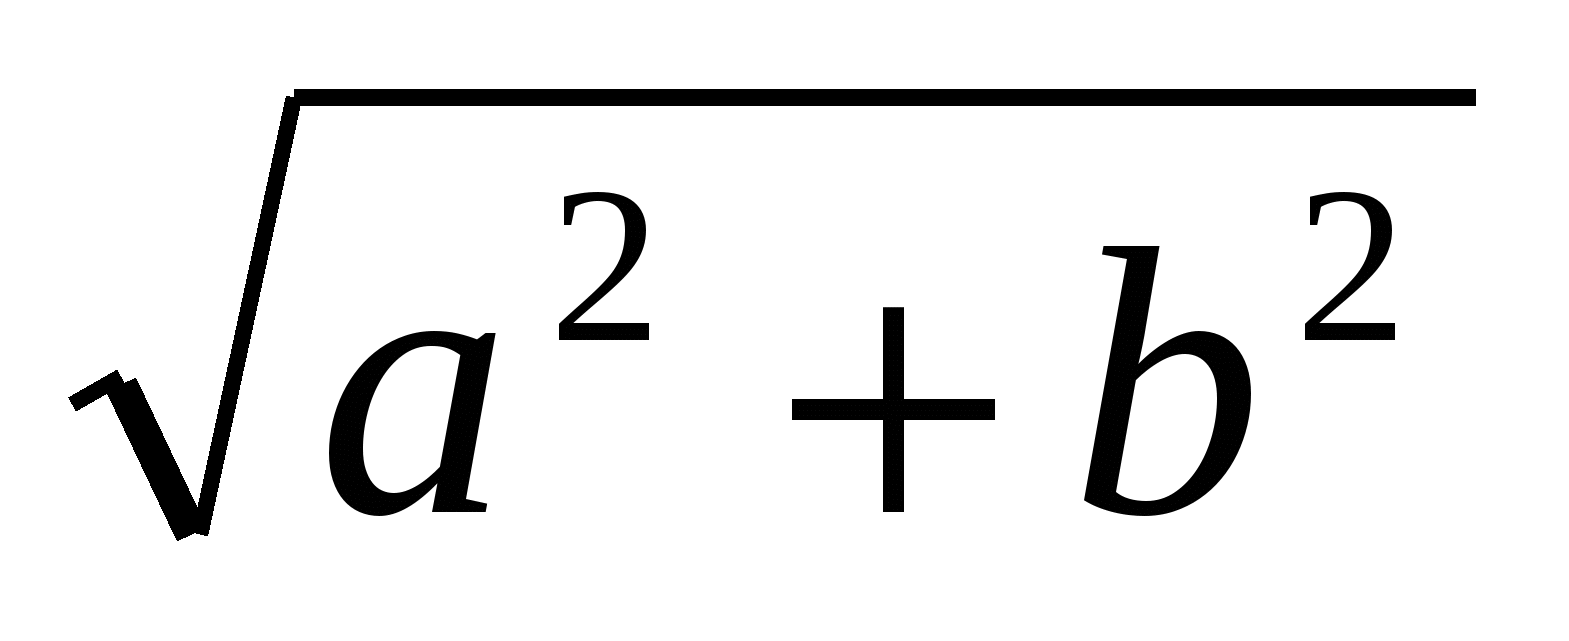 √(a² + b²)